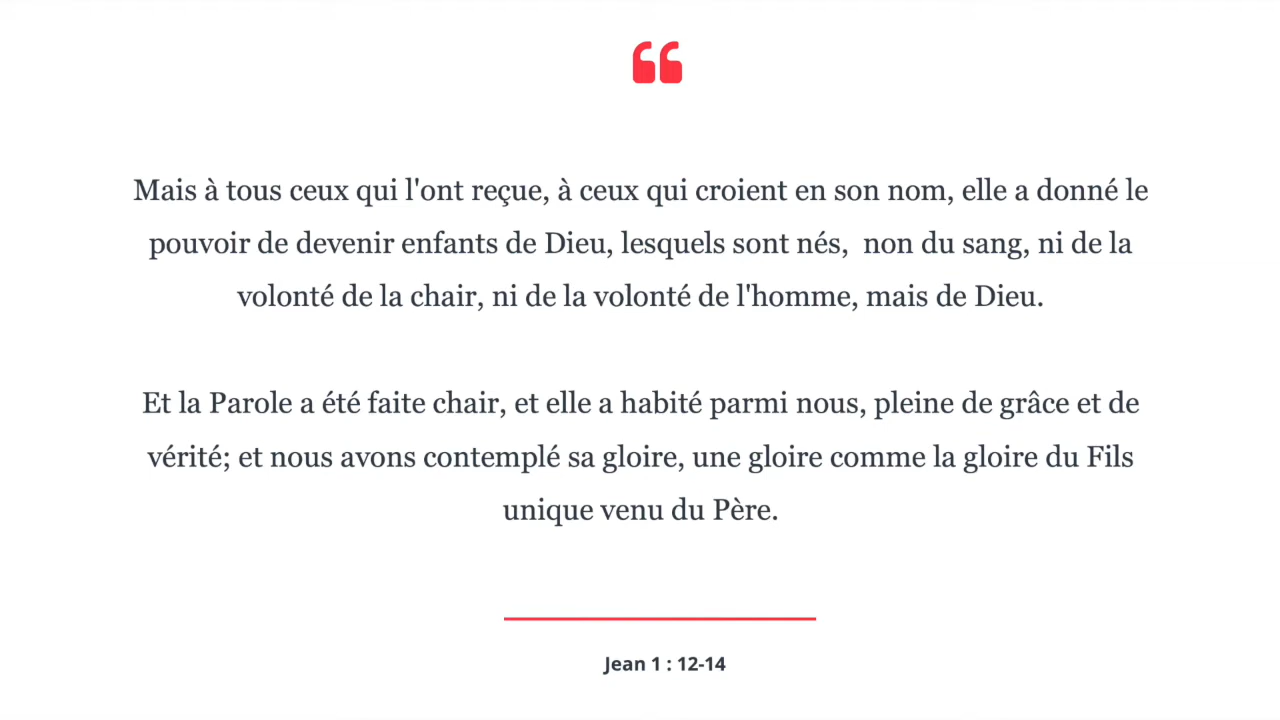 Mais à tous ceux qui l'ont reçue, à ceux qui croient en son nom, elle a donné le
pouvoir de devenir enfants de Dieu, lesquels sont nés,  non du sang, ni de la
volonté de la chair, ni de la volonté de l'homme, mais de Dieu.
Et la Parole a été faite chair, et elle a habité parmi nous, pleine de grâce et de
vérité; et nous avons contemplé sa gloire, une gloire comme la gloire du Fils
unique venu du Père.
Jean 1 : 12-14